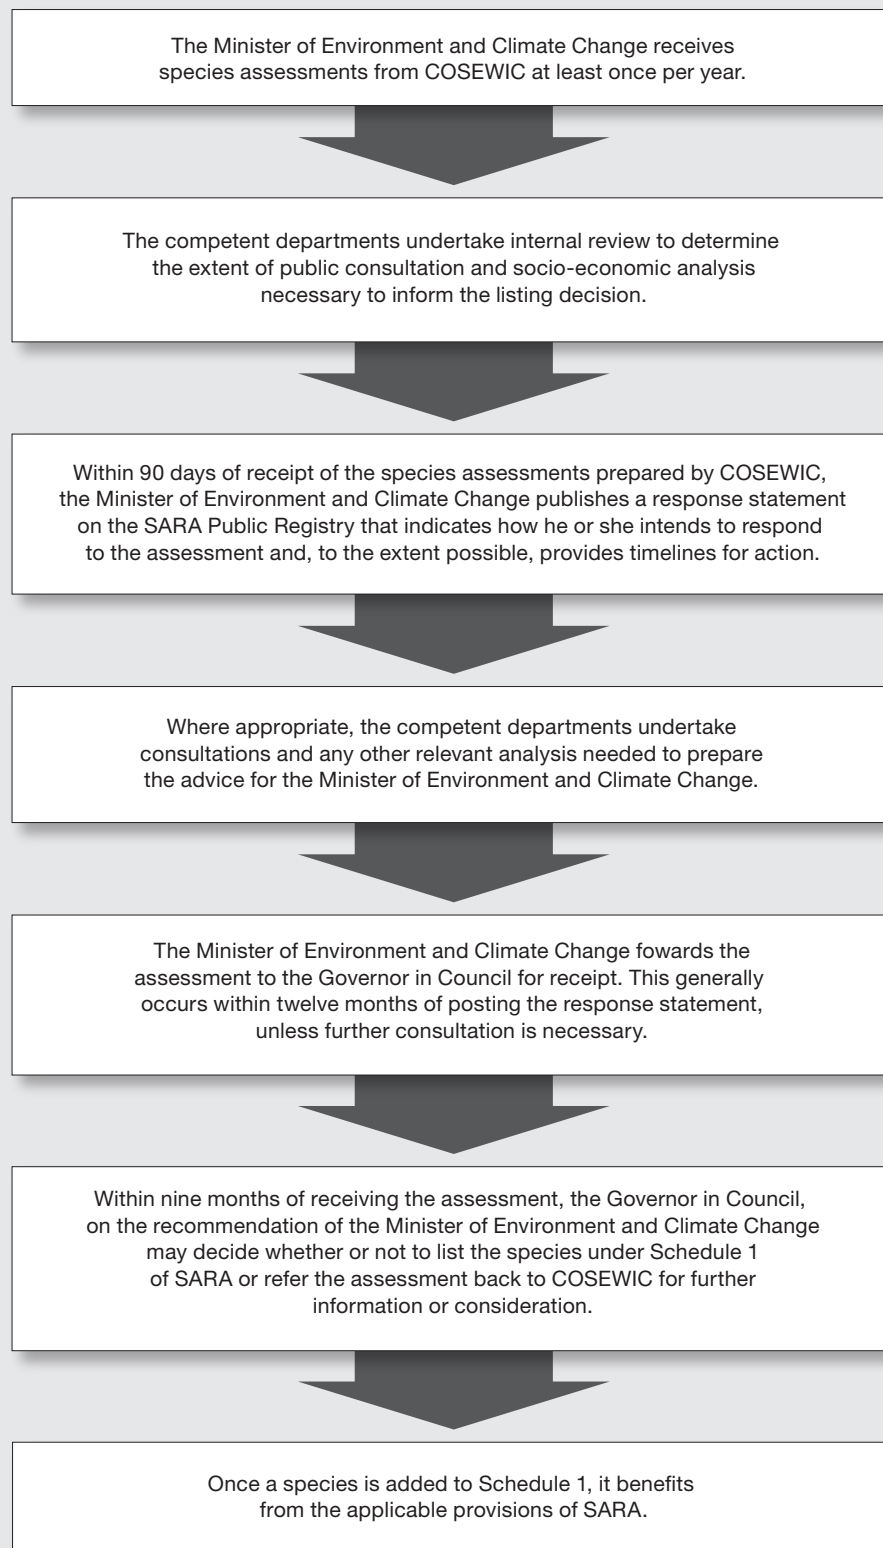 The Minister of Environment and Climate Change receives
species assessments from COSEWIC at least once per year.
The competent departments undertake internal review to determine
the extent of public consultation and socio-economic analysis
necessary to inform the listing decision.
Within 90 days of receipt of the species assessments prepared by COSEWIC,
the Minister of Environment and Climate Change publishes a response statement
on the SARA Public Registry that indicates how he or she intends to respond
to the assessment and, to the extent possible, provides timelines for action.
Where appropriate, the competent departments undertake
consultations and any other relevant analysis needed to prepare
the advice for the Minister of Environment and Climate Change.
The Minister of Environment and Climate Change fowards the
assessment to the Governor in Council for receipt. This generally
occurs within twelve months of posting the response statement,
unless further consultation is necessary.
Within nine months of receiving the assessment, the Governor in Council,
on the recommendation of the Minister of Environment and Climate Change
may decide whether or not to list the species under Schedule 1
of SARA or refer the assessment back to COSEWIC for further
information or consideration.
Once a species is added to Schedule 1, it benefits
from the applicable provisions of SARA.